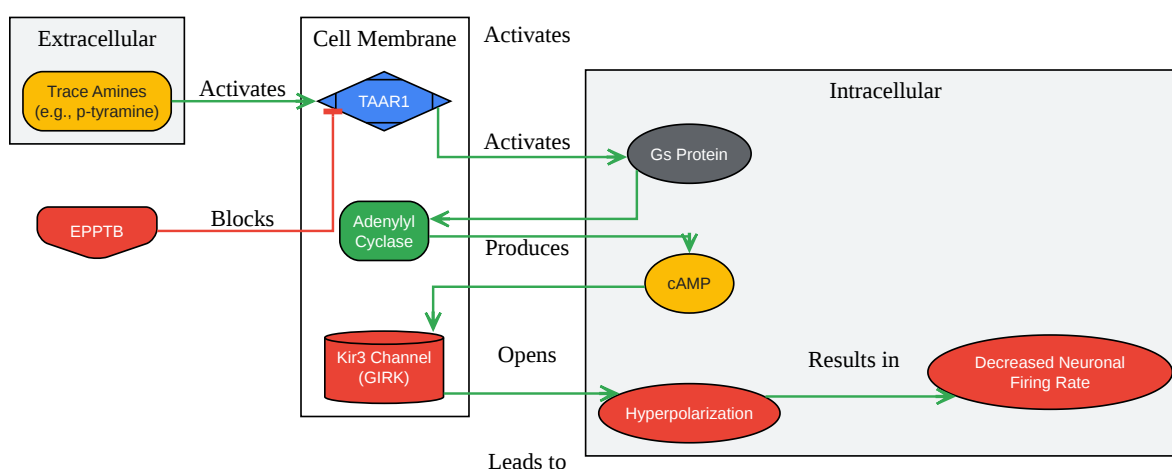 Extracellular
Cell Membrane
Activates
Trace Amines
(e.g., p-tyramine)
Activates
TAAR1
Intracellular
Activates
Gs Protein
EPPTB
Blocks
Adenylyl
Cyclase
Produces
cAMP
Kir3 Channel
(GIRK)
Opens
Hyperpolarization
Results in
Decreased Neuronal
Firing Rate
Leads to